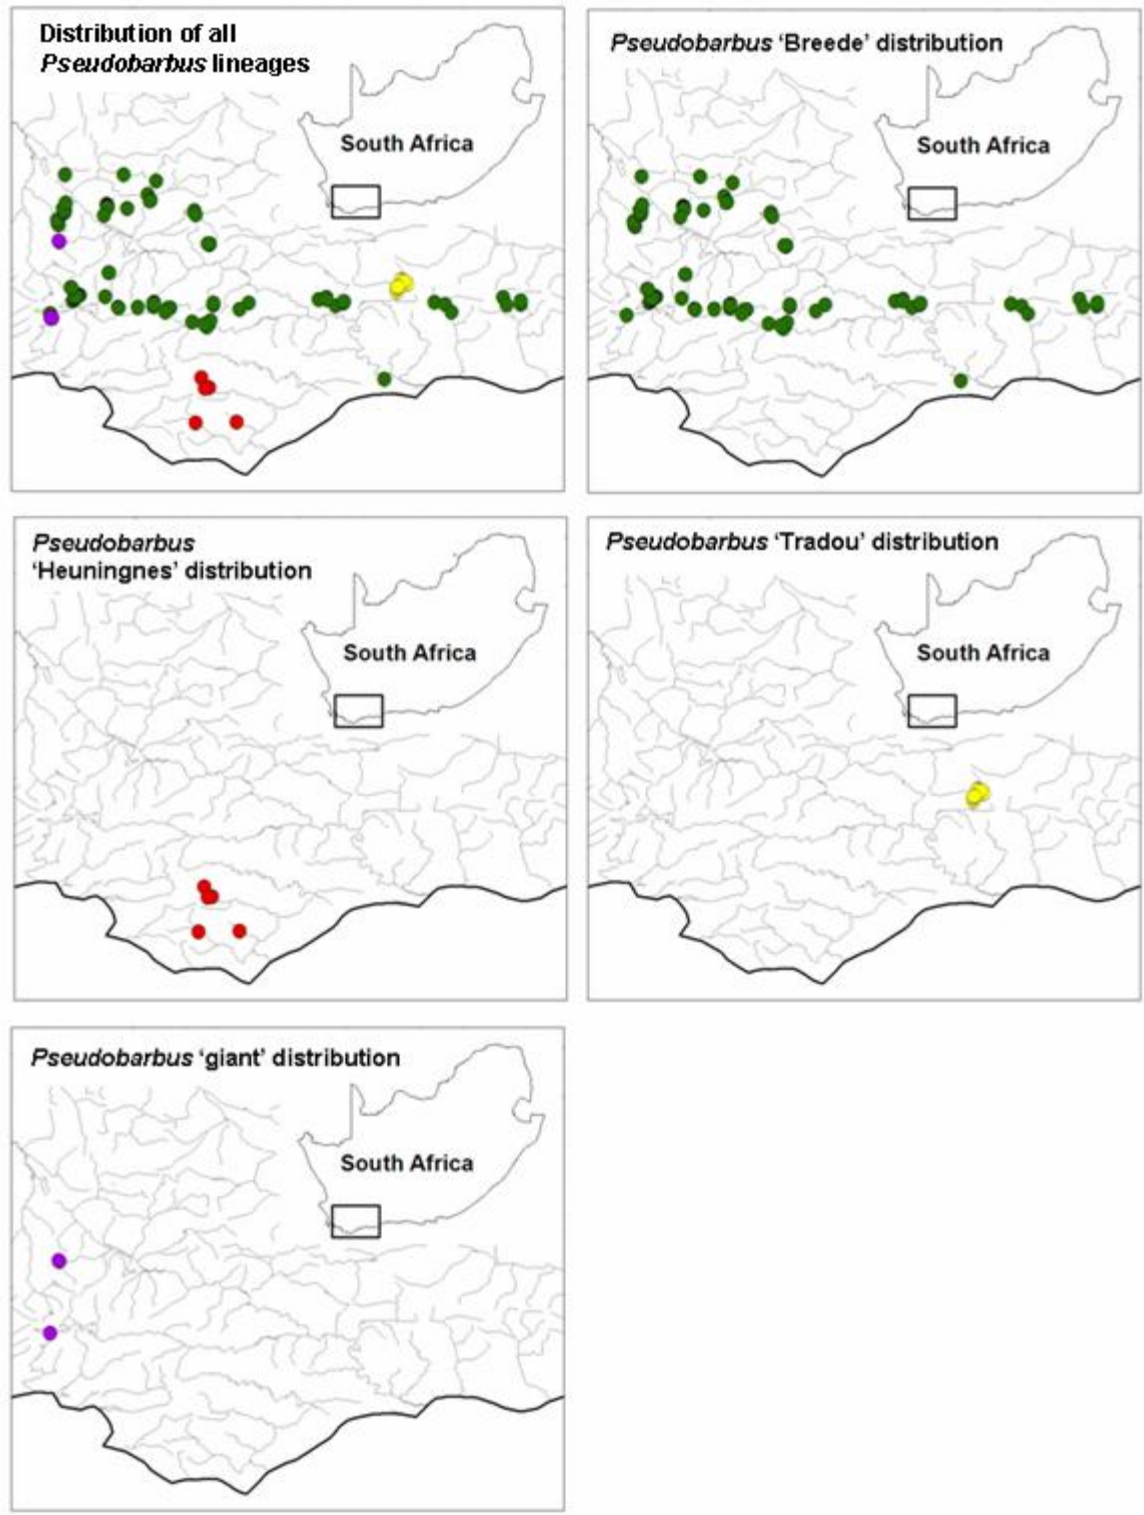 Distribution of all
Pseudobarbus lineages
South Africa
Pseudobarbus ‘Breede’ distribution
South Africa
Pseudobarbus
‘Heuningnes’ distribution
South Africa
Pseudobarbus ‘Tradou’ distribution
South Africa
Pseudobarbus ‘giant’ distribution
South Africa